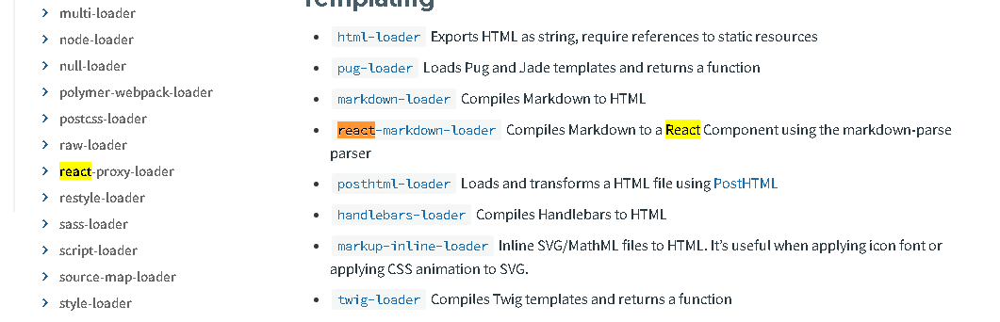 multi-loader
node-loader
null-loader
polymer-webpack-loader
postcss-loader
raw-loader
react-proxy-loader
restyle-loader
sass-loader
script-loader
source-map-loader
style-loader
Templating
html-loader Exports HTML as string, require references to static resources
pug-loader Loads Pug and Jade templates and returns a function
markdown-loader Compiles Markdown to HTML
react-markdown-loader Compiles Markdown to a React Component using the markdown-parse
parser
posthtml-loader Loads and transforms a HTML file using PostHTML
handlebars-loader Compiles Handlebars to HTML
markup-inline-loader Inline SVG/MathML files to HTML. It’s useful when applying icon font or
applying CSS animation to SVG.
twig-loader Compiles Twig templates and returns a function